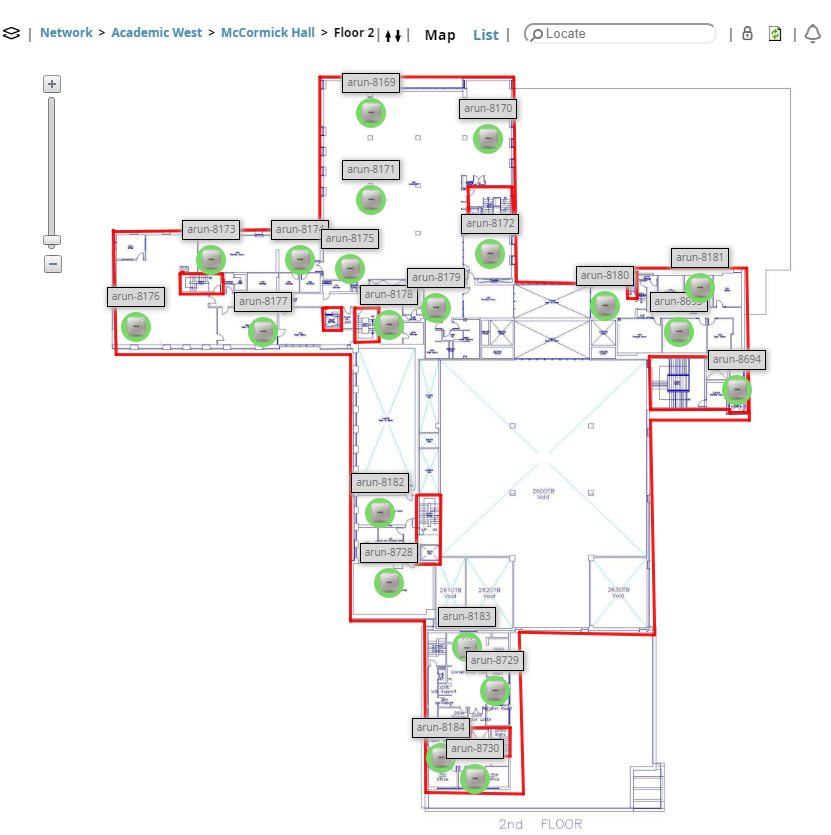 | Network > Academic West > McCormick Hall > Floor 2 | | Map List | Locate | |
arun-8169
arun-8170
arun-8171
arun-8172
arun-8173
arun-8174
arun-8175
arun-8176
arun-8177
arun-8178
arun-8179
arun-8180
arun-8181
arun-8694
arun-8182
2600TB
Void
arun-8728
2610TB
Void
2620TB
Void
2630TB
Void
arun-8183
arun-8729
arun-8184
arun-8730
Office
2nd FLOOR